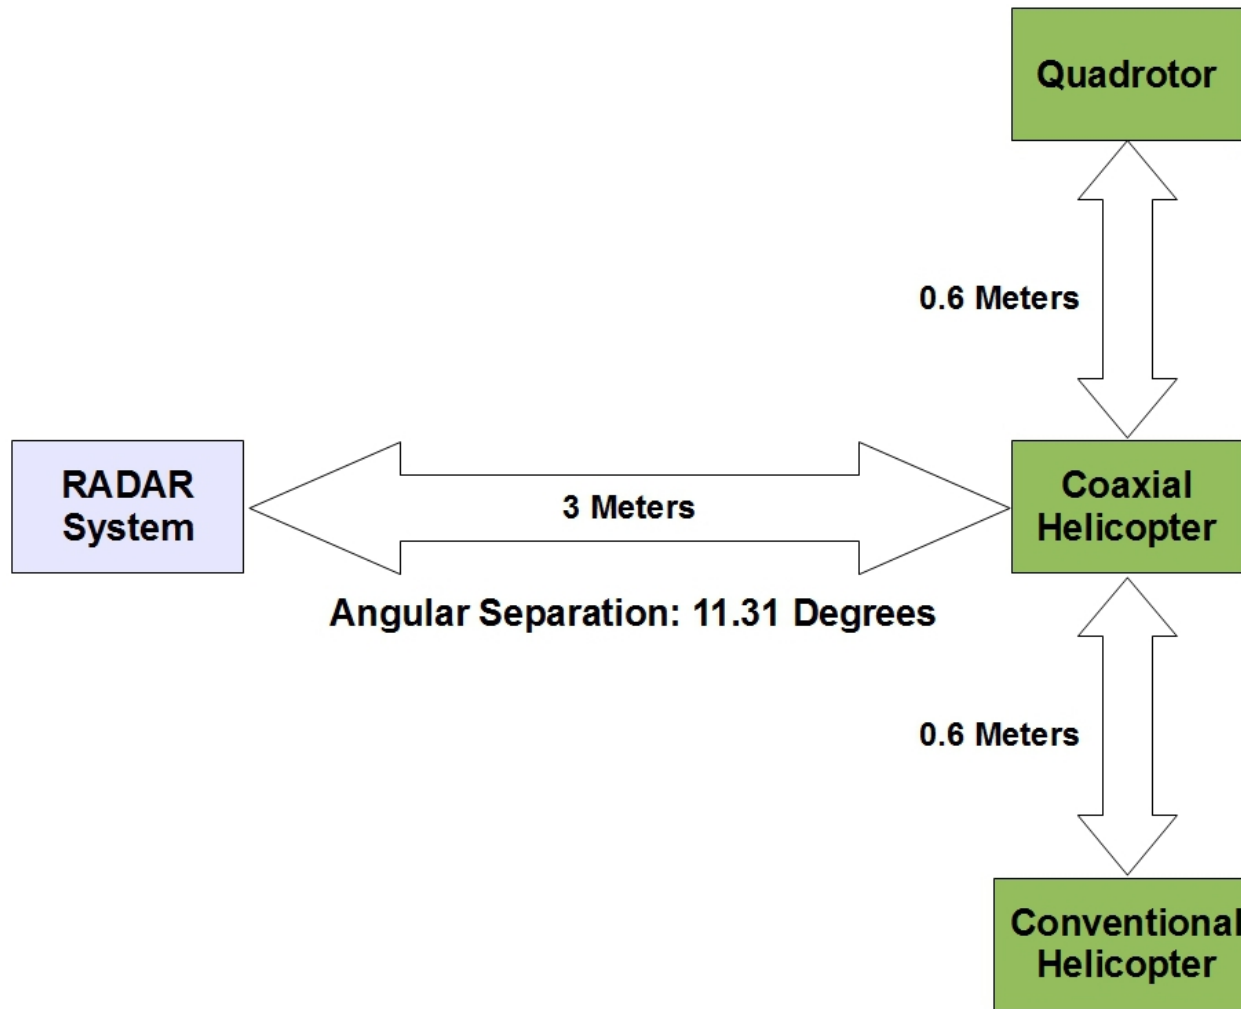 Quadrotor
0.6 Meters
RADAR
System
3 Meters
Coaxial
Helicopter
Angular Separation: 11.31 Degrees
0.6 Meters
Conventional
Helicopter